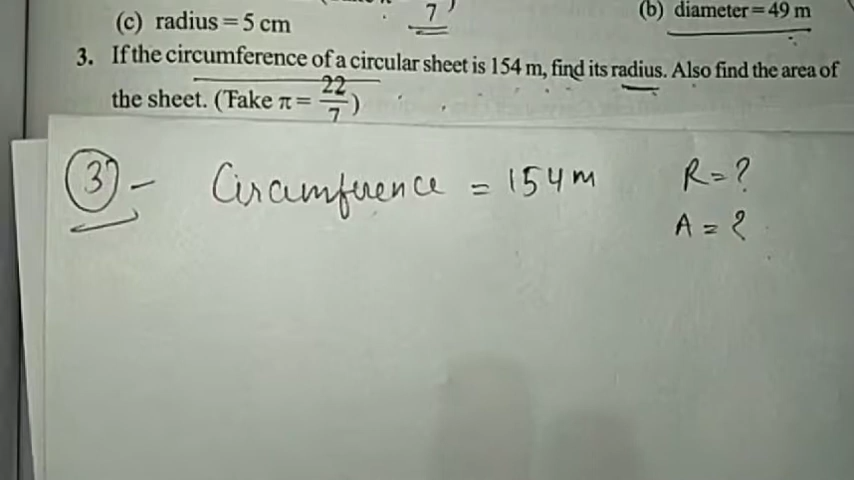 7 )
(c) radius = 5 cm
(b) diameter = 49 m
3. If the circumference of a circular sheet is 154 m, find its radius. Also find the area of
the sheet. (Take π = 22/7)
3 - Circumference = 154 m R = ?
A = ?